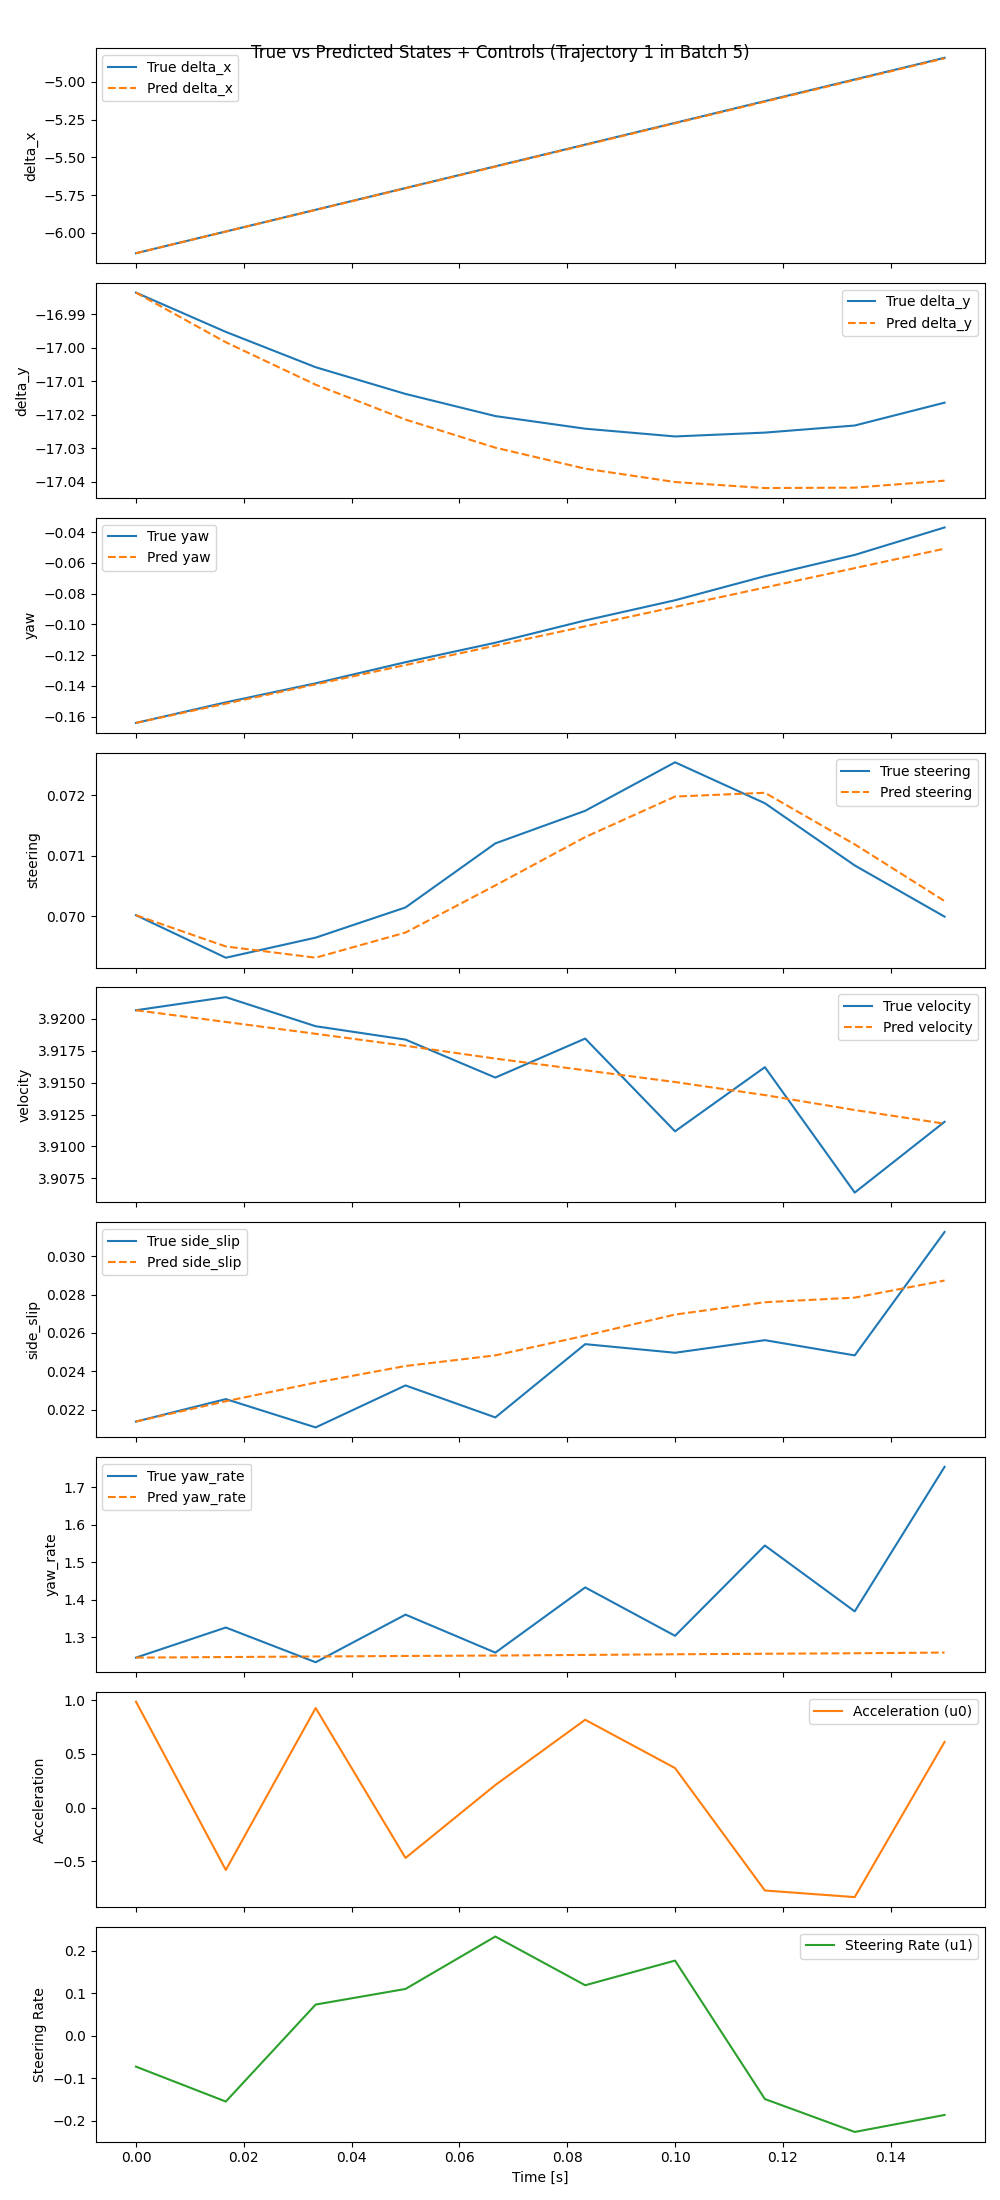 True vs Predicted States + Controls (Trajectory 1 in Batch 5)
True delta_x
Pred delta_x
delta_x
−5.00
−5.25
−5.50
−5.75
−6.00
True delta_y
Pred delta_y
delta_y
−16.99
−17.00
−17.01
−17.02
−17.03
−17.04
True yaw
Pred yaw
yaw
−0.04
−0.06
−0.08
−0.10
−0.12
−0.14
−0.16
True steering
Pred steering
steering
0.072
0.071
0.070
True velocity
Pred velocity
velocity
3.9200
3.9175
3.9150
3.9125
3.9100
3.9075
True side_slip
Pred side_slip
side_slip
0.030
0.028
0.026
0.024
0.022
True yaw_rate
Pred yaw_rate
yaw_rate
1.7
1.6
1.5
1.4
1.3
Acceleration (u0)
Acceleration
1.0
0.5
0.0
−0.5
Steering Rate (u1)
Steering Rate
0.2
0.1
0.0
−0.1
−0.2
0.00 0.02 0.04 0.06 0.08 0.10 0.12 0.14
Time [s]